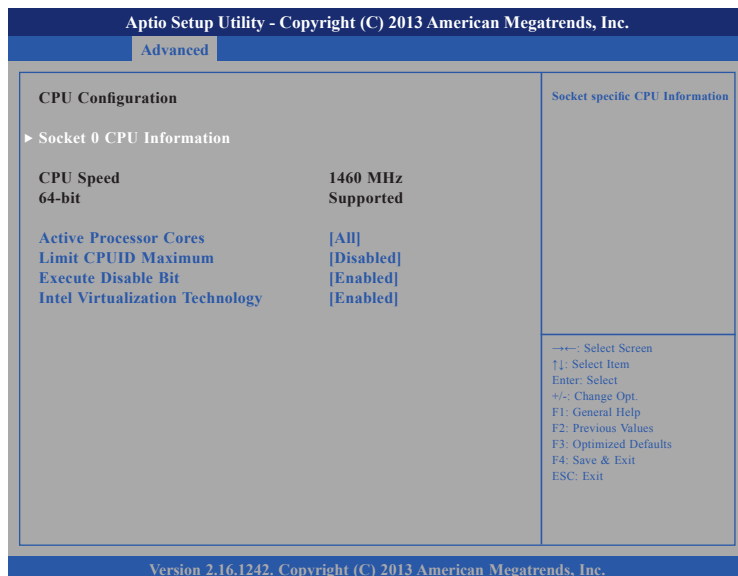 Aptio Setup Utility - Copyright (C) 2013 American Megatrends, Inc.
Advanced
CPU Configuration
▶ Socket 0 CPU Information
CPU Speed 1460 MHz
64-bit Supported
Active Processor Cores [All]
Limit CPUID Maximum [Disabled]
Execute Disable Bit [Enabled]
Intel Virtualization Technology [Enabled]
Socket specific CPU Information
→←: Select Screen
↑↓: Select Item
Enter: Select
+/-: Change Opt.
F1: General Help
F2: Previous Values
F3: Optimized Defaults
F4: Save & Exit
ESC: Exit
Version 2.16.1242. Copyright (C) 2013 American Megatrends, Inc.